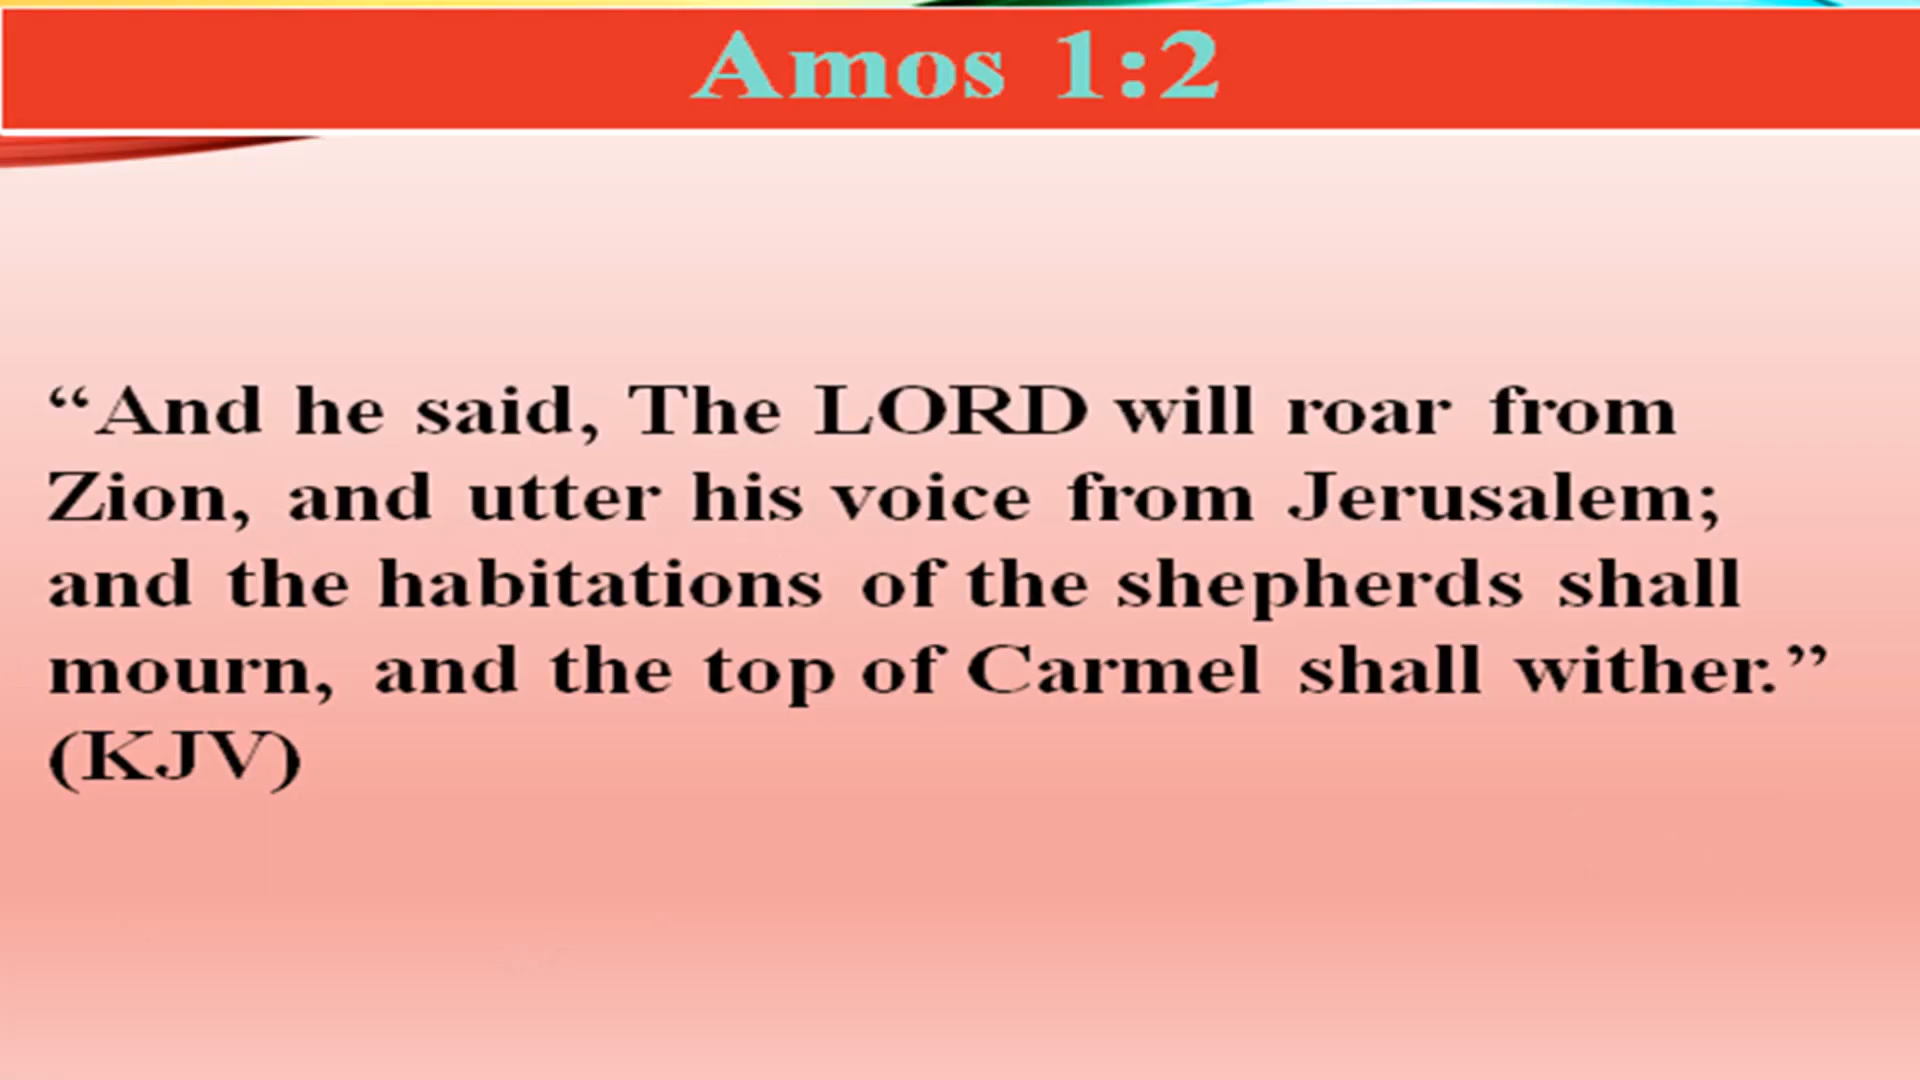 Amos 1:2
“And he said, The LORD will roar from
Zion, and utter his voice from Jerusalem;
and the habitations of the shepherds shall
mourn, and the top of Carmel shall wither.”
(KJV)